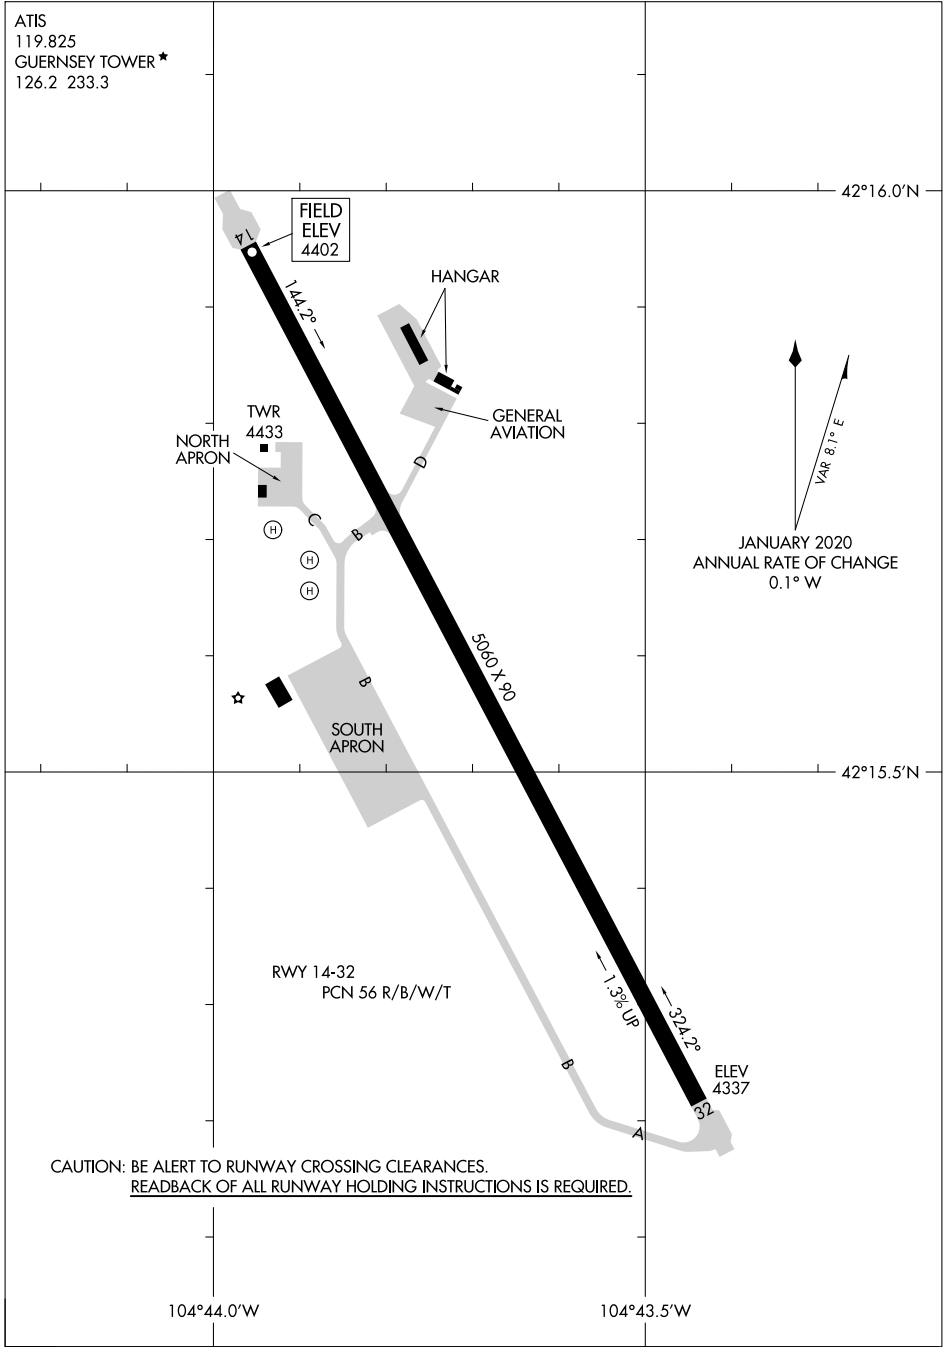 ATIS
119.825
GUERNSEY TOWER ★
126.2 233.3
42°16.0'N
14
FIELD
ELEV
4402
144.2°
HANGAR
TWR
4433
NORTH
APRON
GENERAL
AVIATION
VAR 8.1° E
D
C
B
H
H
H
JANUARY 2020
ANNUAL RATE OF CHANGE
0.1° W
5060 X 90
B
SOUTH
APRON
42°15.5'N
RWY 14-32
PCN 56 R/B/W/T
1.3% UP
324.2°
B
ELEV
4337
32
A
CAUTION: BE ALERT TO RUNWAY CROSSING CLEARANCES.
READBACK OF ALL RUNWAY HOLDING INSTRUCTIONS IS REQUIRED.
104°44.0'W
104°43.5'W